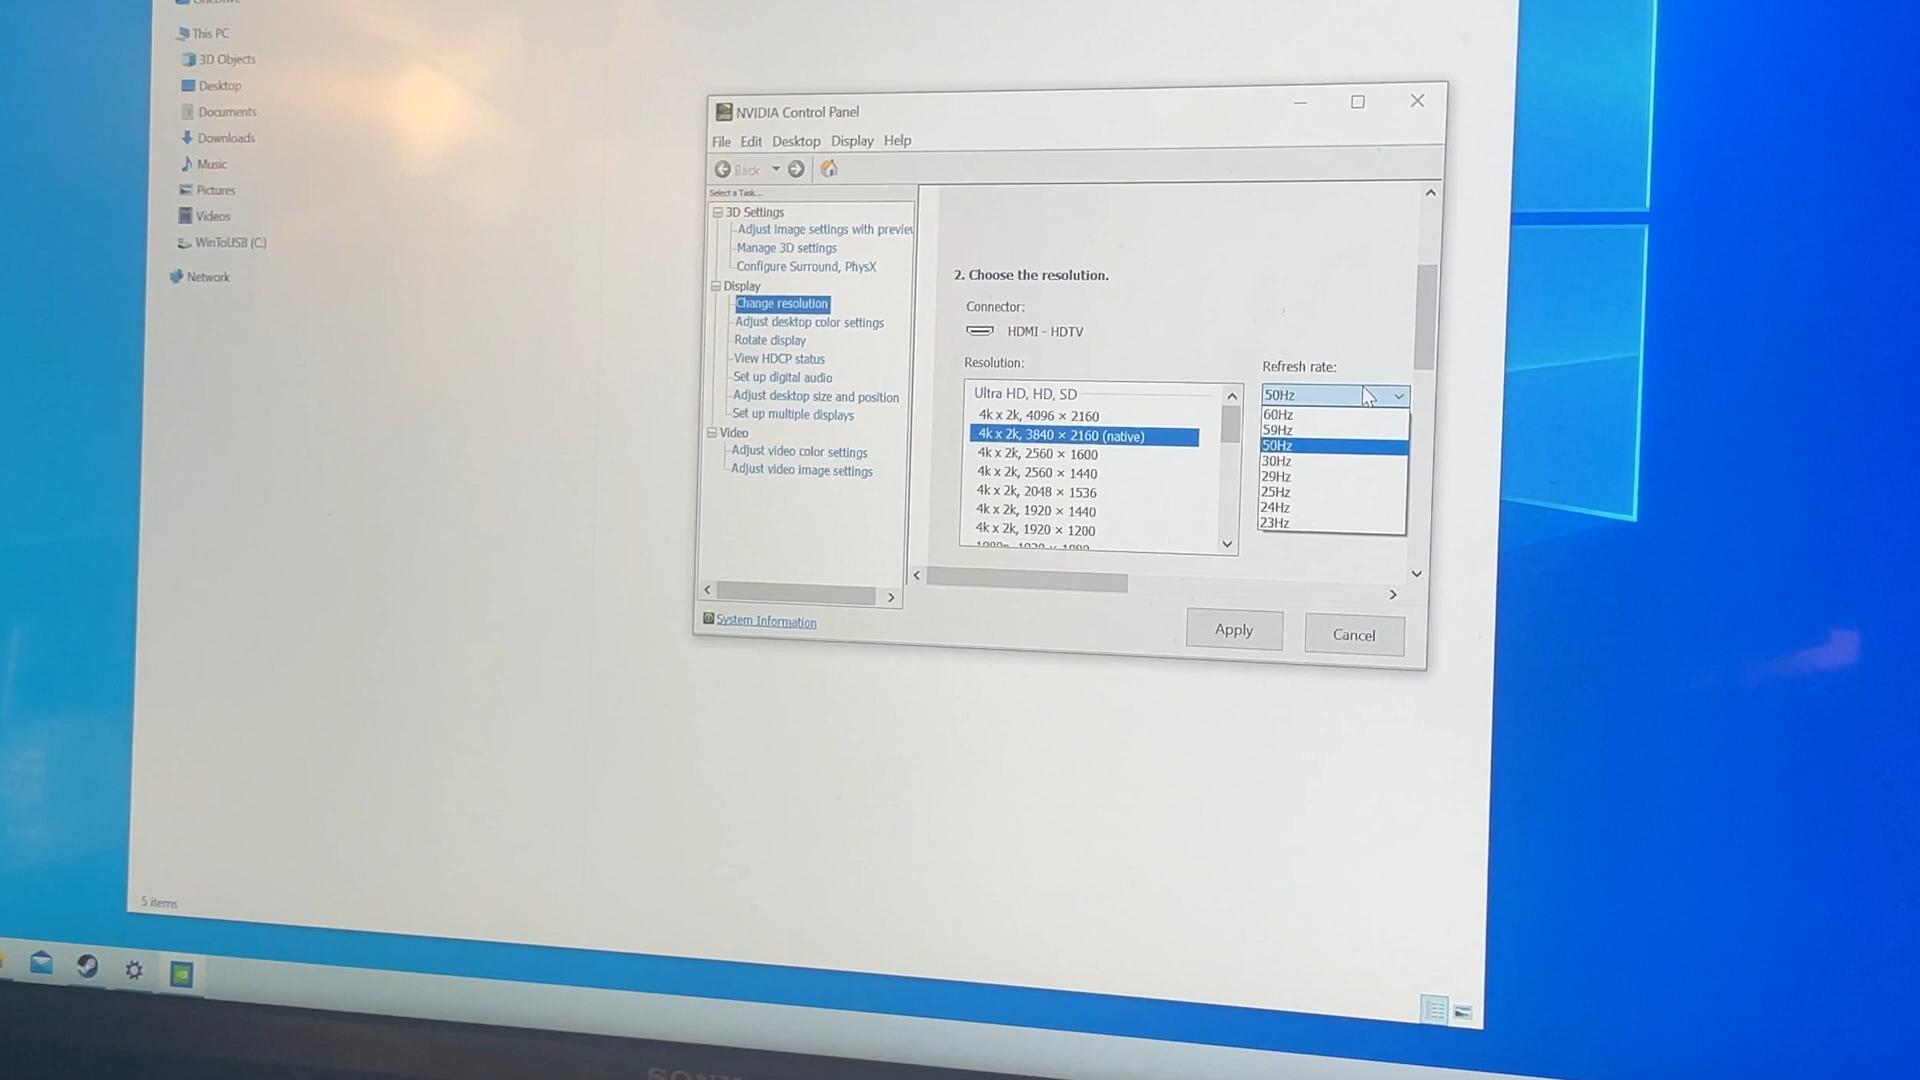 This PC
3D Objects
Desktop
Documents
Downloads
Music
Pictures
Videos
WinToUSB (C:)
Network
5 items
NVIDIA Control Panel
File Edit Desktop Display Help
Back
Select a Task...
3D Settings
Adjust image settings with preview
Manage 3D settings
Configure Surround, PhysX
Display
Change resolution
Adjust desktop color settings
Rotate display
View HDCP status
Set up digital audio
Adjust desktop size and position
Set up multiple displays
Video
Adjust video color settings
Adjust video image settings
System Information
2. Choose the resolution.
Connector:
HDMI - HDTV
Resolution:
Ultra HD, HD, SD
4k x 2k, 4096 × 2160
4k x 2k, 3840 × 2160 (native)
4k x 2k, 2560 × 1600
4k x 2k, 2560 × 1440
4k x 2k, 2048 × 1536
4k x 2k, 1920 × 1440
4k x 2k, 1920 × 1200
Refresh rate:
50Hz
60Hz
59Hz
50Hz
30Hz
29Hz
25Hz
24Hz
23Hz
Apply
Cancel
SONY